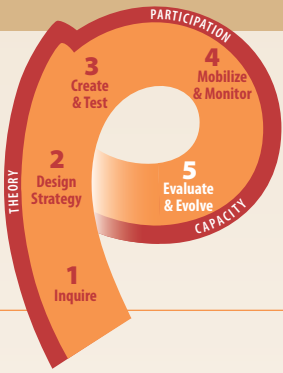 PARTICIPATION
4
Mobilize
& Monitor
3
Create
& Test
2
Design
Strategy
THEORY
5
Evaluate
& Evolve
CAPACITY
1
Inquire